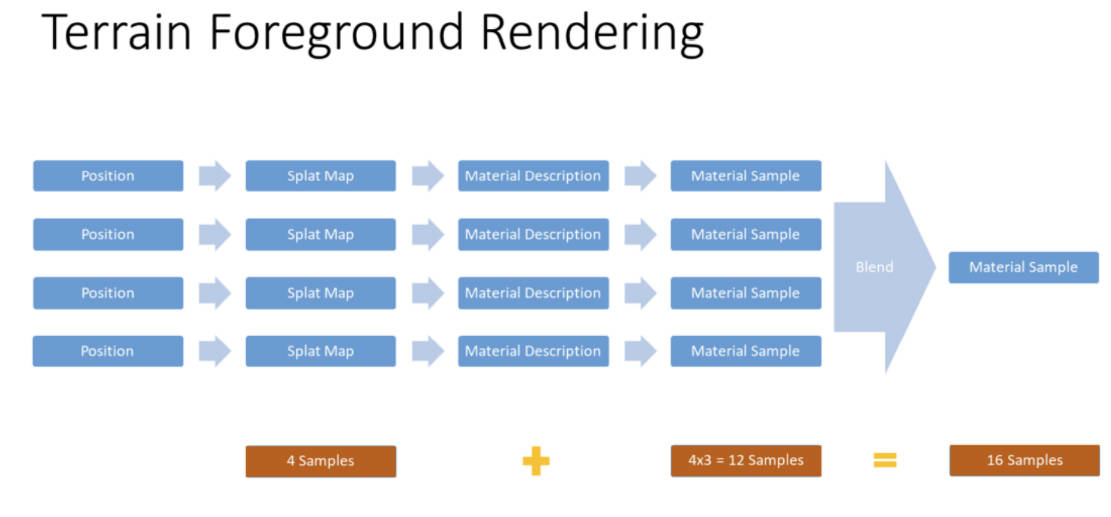 Terrain Foreground Rendering
Position
Splat Map
Material Description
Material Sample
Position
Splat Map
Material Description
Material Sample
Blend
Material Sample
Position
Splat Map
Material Description
Material Sample
Position
Splat Map
Material Description
Material Sample
4 Samples
+
4x3 = 12 Samples
=
16 Samples